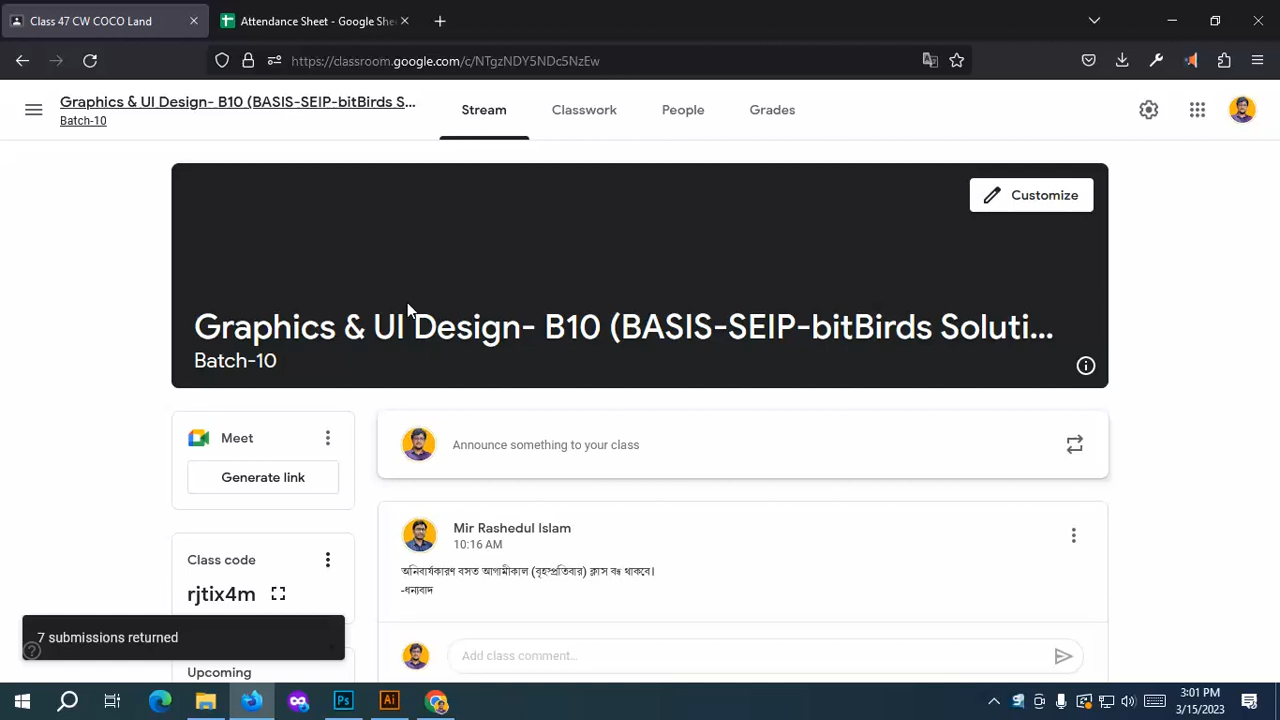 Class 47 CW COCO Land
Attendance Sheet - Google She
https://classroom.google.com/c/NTgzNDY5NDc5NzEw
Graphics & UI Design- B10 (BASIS-SEIP-bitBirds S...
Batch-10
Stream
Classwork
People
Grades
Customize
Graphics & UI Design- B10 (BASIS-SEIP-bitBirds Soluti...
Batch-10
Meet
Generate link
Announce something to your class
Mir Rashedul Islam
10:16 AM
অনিবার্যকারণ বসত আগামীকাল (বৃহস্প্রতিবার) ক্লাস বন্ধ থাকবে।
-ধন্যবাদ
Class code
rjtix4m
7 submissions returned
Upcoming
Add class comment...
Ps
Ai
3:01 PM
3/15/2023